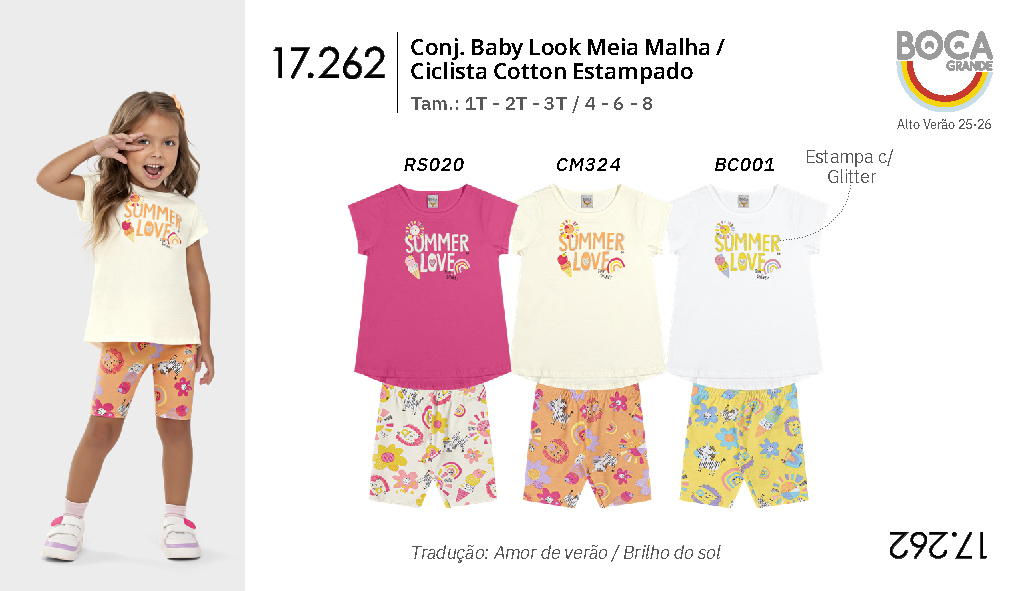 17.262
Conj. Baby Look Meia Malha /
Ciclista Cotton Estampado
Tam.: 1T - 2T - 3T / 4 - 6 - 8
BOCA
GRANDE
Alto Verão 25-26
RS020
CM324
BC001
Estampa c/
Glitter
SUMMER
LOVE
SUMMER
LOVE
SUMMER
LOVE
SUMMER
LOVE
Tradução: Amor de verão / Brilho do sol
17.262